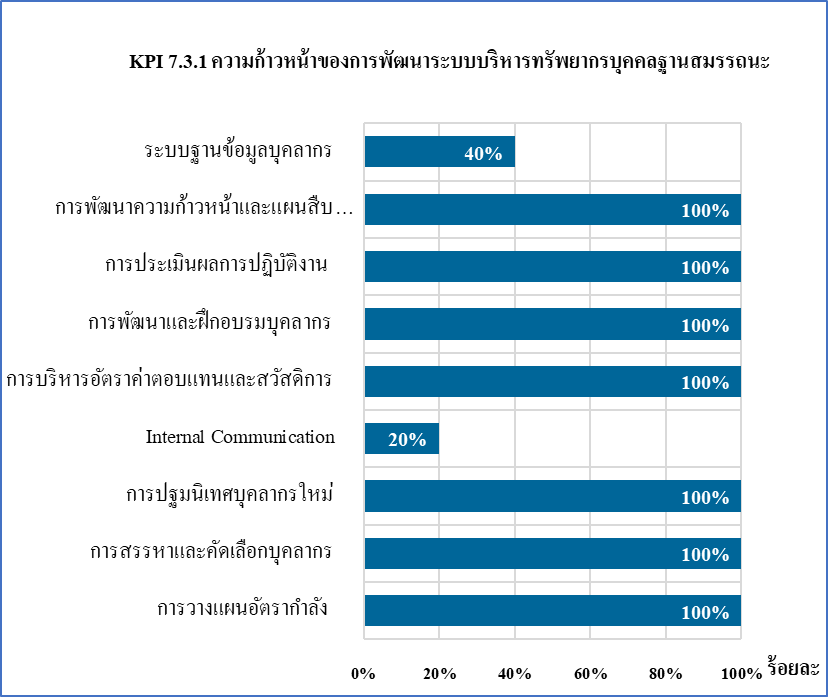 KPI 7.3.1 ความก้าวหน้าของการพัฒนาระบบบริหารทรัพยากรบุคคลฐานสมรรถนะ
ระบบฐานข้อมูลบุคลากร 40%
การพัฒนาความก้าวหน้าและแผนสืบ… 100%
การประเมินผลการปฏิบัติงาน 100%
การพัฒนาและฝึกอบรมบุคลากร 100%
การบริหารอัตราค่าตอบแทนและสวัสดิการ 100%
Internal Communication 20%
การปฐมนิเทศบุคลากรใหม่ 100%
การสรรหาและคัดเลือกบุคลากร 100%
การวางแผนอัตรากำลัง 100%
0% 20% 40% 60% 80% 100% ร้อยละ